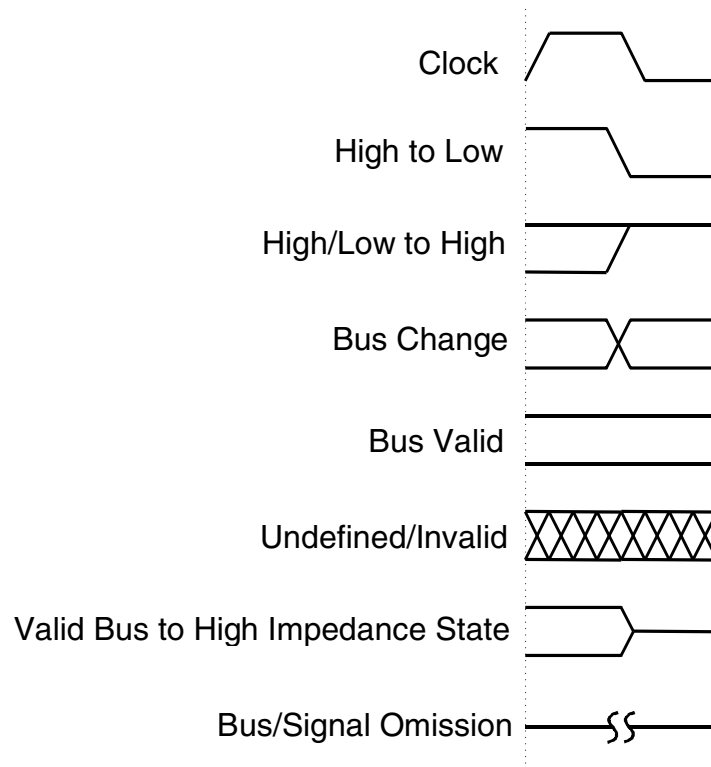 Clock
High to Low
High/Low to High
Bus Change
Bus Valid
Undefined/Invalid
Valid Bus to High Impedance State
Bus/Signal Omission